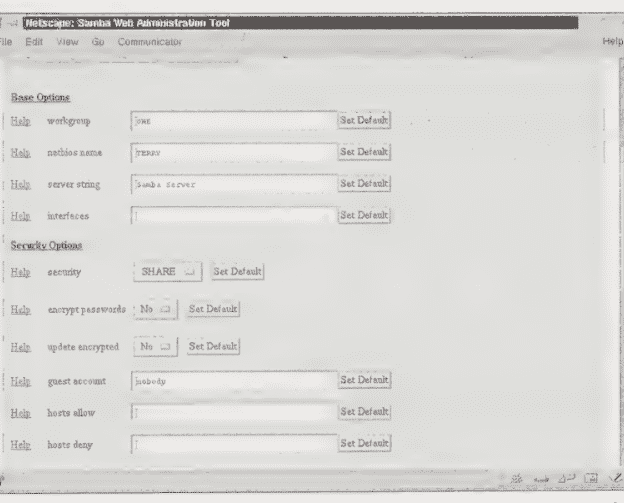 Netscape: Samba Web Administration Tool
File Edit View Go Communicator Help
Base Options
Help workgroup Set Default
Help netbios name TERRY Set Default
Help server string Samba Server Set Default
Help interfaces Set Default
Security Options
Help security SHARE Set Default
Help encrypt passwords No Set Default
Help update encrypted No Set Default
Help guest account nobody Set Default
Help hosts allow Set Default
Help hosts deny Set Default